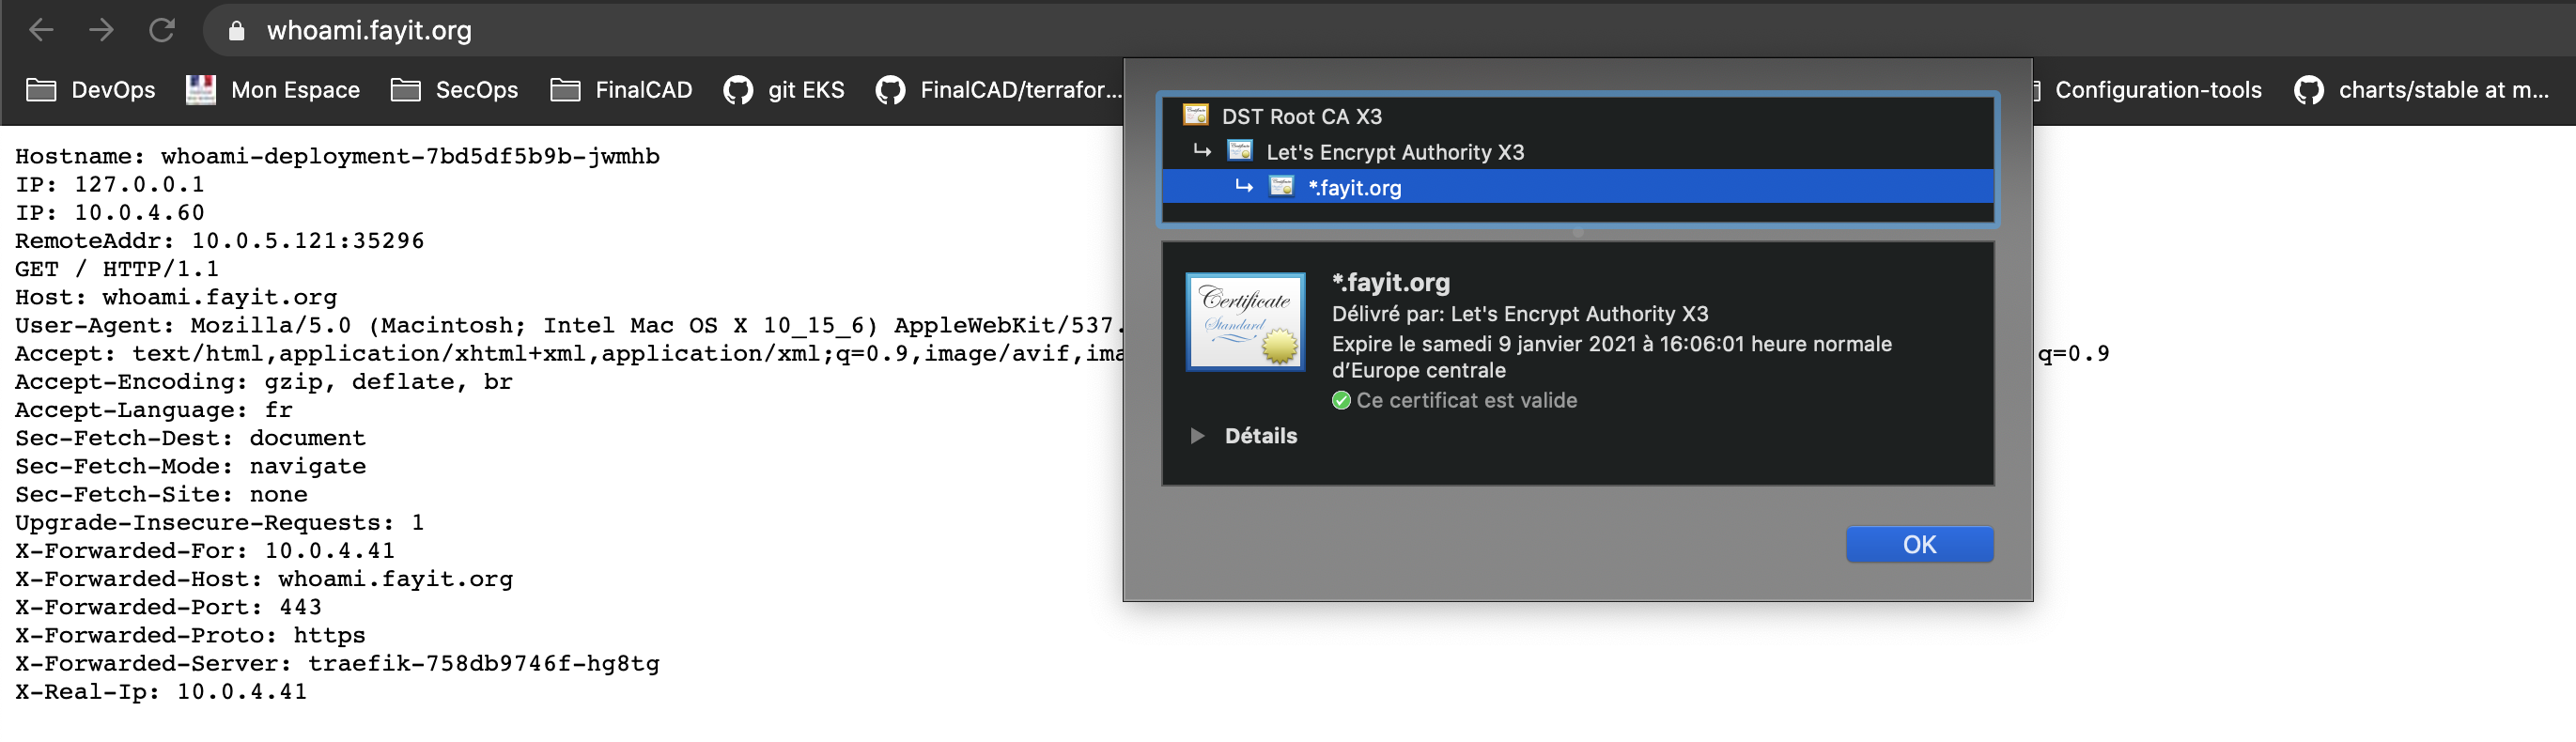 whoami.fayit.org
DevOps Mon Espace SecOps FinalCAD git EKS FinalCAD/terrafor... Configuration-tools charts/stable at m...
Hostname: whoami-deployment-7bd5df5b9b-jwmhb
IP: 127.0.0.1
IP: 10.0.4.60
RemoteAddr: 10.0.5.121:35296
GET / HTTP/1.1
Host: whoami.fayit.org
User-Agent: Mozilla/5.0 (Macintosh; Intel Mac OS X 10_15_6) AppleWebKit/537.
Accept: text/html,application/xhtml+xml,application/xml;q=0.9,image/avif,ima q=0.9
Accept-Encoding: gzip, deflate, br
Accept-Language: fr
Sec-Fetch-Dest: document
Sec-Fetch-Mode: navigate
Sec-Fetch-Site: none
Upgrade-Insecure-Requests: 1
X-Forwarded-For: 10.0.4.41
X-Forwarded-Host: whoami.fayit.org
X-Forwarded-Port: 443
X-Forwarded-Proto: https
X-Forwarded-Server: traefik-758db9746f-hg8tg
X-Real-Ip: 10.0.4.41
DST Root CA X3
Let's Encrypt Authority X3
*.fayit.org
Certificate
Standard
*.fayit.org
Délivré par: Let's Encrypt Authority X3
Expire le samedi 9 janvier 2021 à 16:06:01 heure normale
d’Europe centrale
Ce certificat est valide
Détails
OK